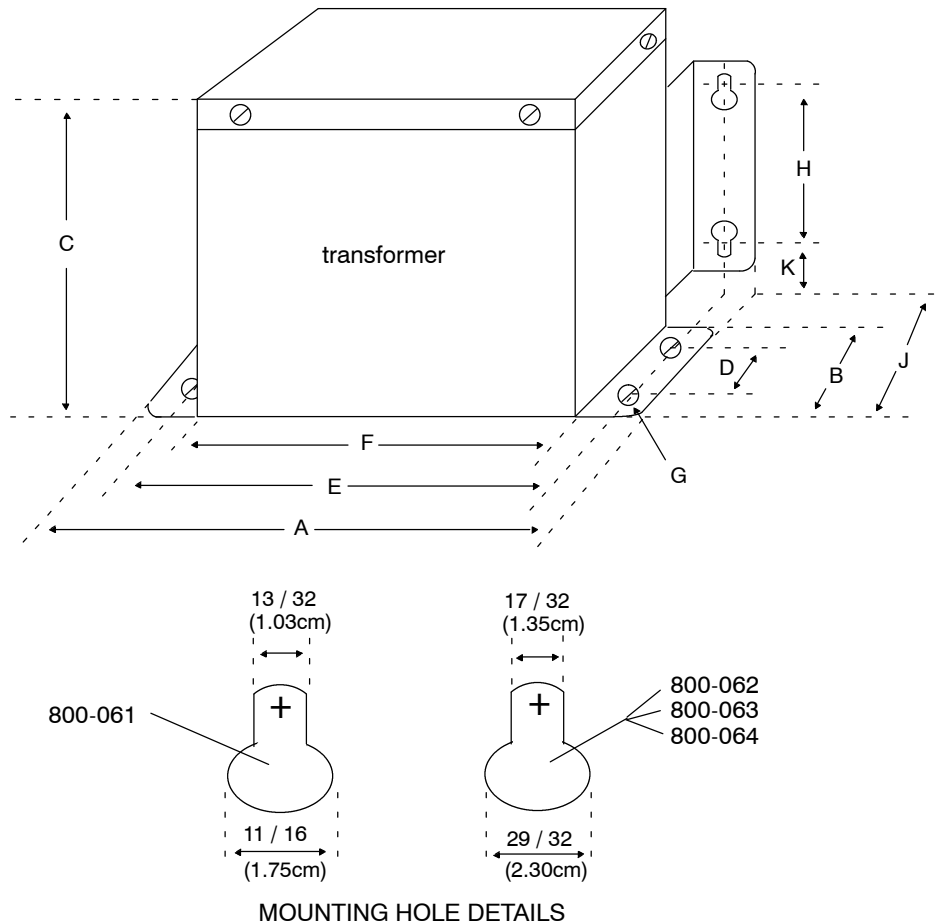 C
transformer
H
K
D
B
J
F
G
E
A
13 / 32
(1.03cm)
17 / 32
(1.35cm)
800-061
+
+
800-062
800-063
800-064
11 / 16
(1.75cm)
29 / 32
(2.30cm)
MOUNTING HOLE DETAILS